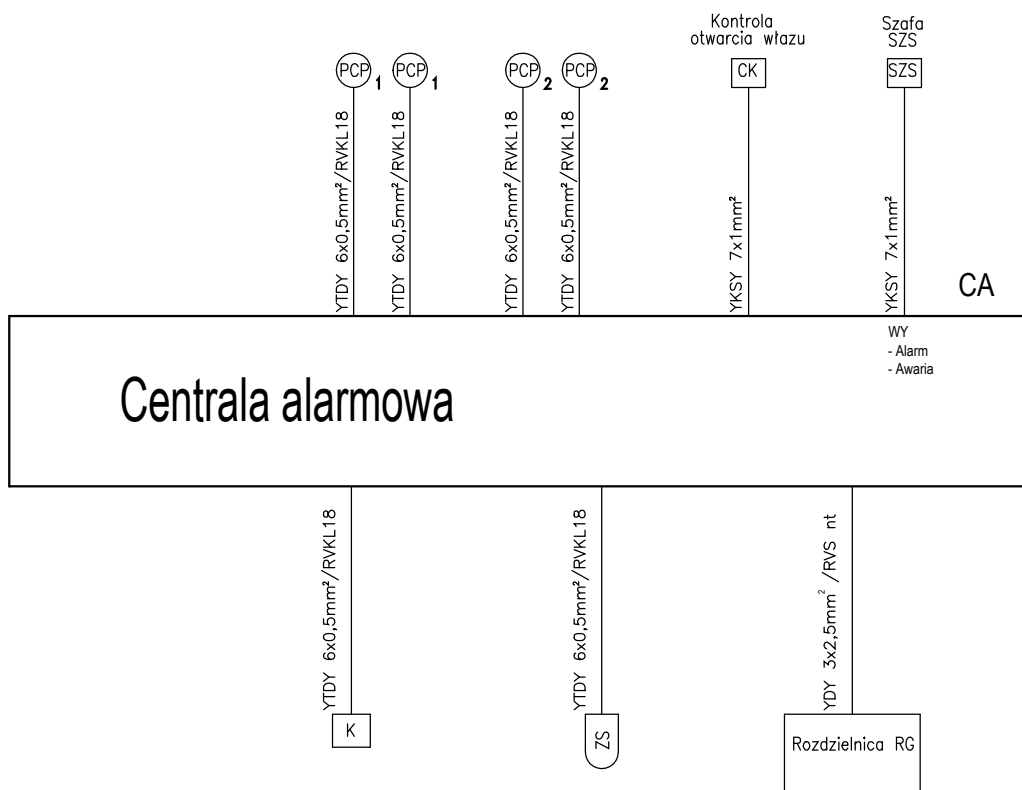 Kontrola
otwarcia włazu
Szafa
SZS
PCP 1
PCP 1
PCP 2
PCP 2
CK
SZS
YTDY 6x0,5mm²/RVKL18
YTDY 6x0,5mm²/RVKL18
YTDY 6x0,5mm²/RVKL18
YTDY 6x0,5mm²/RVKL18
YKSY 7x1mm²
YKSY 7x1mm²
CA
WY
- Alarm
- Awaria
Centrala alarmowa
YTDY 6x0,5mm²/RVKL18
YTDY 6x0,5mm²/RVKL18
YDY 3x2,5mm² /RVS nt
K
ZS
Rozdzielnica RG